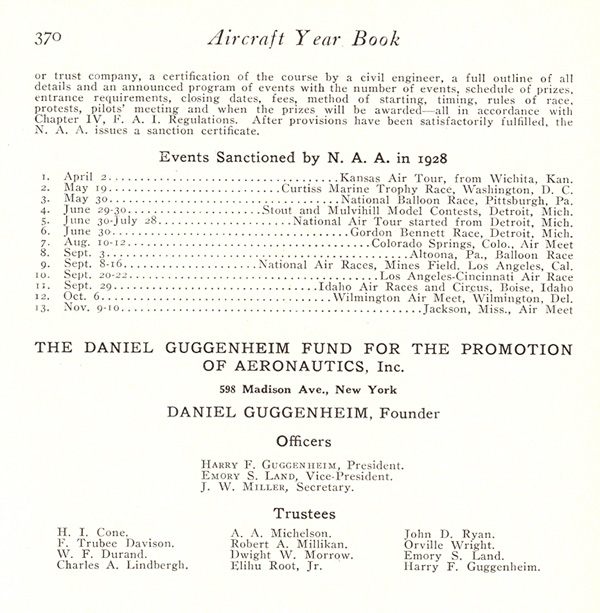 370 Aircraft Year Book
or trust company, a certification of the course by a civil engineer, a full outline of all
details and an announced program of events with the number of events, schedule of prizes,
entrance requirements, closing dates, fees, method of starting, timing, rules of race,
protests, pilots' meeting and when the prizes will be awarded—all in accordance with
Chapter IV, F. A. I. Regulations. After provisions have been satisfactorily fulfilled, the
N. A. A. issues a sanction certificate.
Events Sanctioned by N. A. A. in 1928
1. April 2..................................Kansas Air Tour, from Wichita, Kan.
2. May 19.........................Curtiss Marine Trophy Race, Washington, D. C.
3. May 30..................................National Balloon Race, Pittsburgh, Pa.
4. June 29-30....................Stout and Mulvihill Model Contests, Detroit, Mich.
5. June 30-July 28........................National Air Tour started from Detroit, Mich.
6. June 30...................................Gordon Bennett Race, Detroit, Mich.
7. Aug. 10-12....................................Colorado Springs, Colo., Air Meet
8. Sept. 3.............................................Altoona, Pa., Balloon Race
9. Sept. 8-16....................National Air Races, Mines Field, Los Angeles, Cal.
10. Sept. 20-22.....................................Los Angeles-Cincinnati Air Race
11. Sept. 29..............................Idaho Air Races and Circus, Boise, Idaho
12. Oct. 6..................................Wilmington Air Meet, Wilmington, Del.
13. Nov. 9-10.............................................Jackson, Miss., Air Meet
THE DANIEL GUGGENHEIM FUND FOR THE PROMOTION
OF AERONAUTICS, Inc.
598 Madison Ave., New York
DANIEL GUGGENHEIM, Founder
Officers
HARRY F. GUGGENHEIM, President.
EMORY S. LAND, Vice-President.
J. W. MILLER, Secretary.
Trustees
H. I. Cone. A. A. Michelson. John D. Ryan.
F. Trubee Davison. Robert A. Millikan. Orville Wright.
W. F. Durand. Dwight W. Morrow. Emory S. Land.
Charles A. Lindbergh. Elihu Root, Jr. Harry F. Guggenheim.